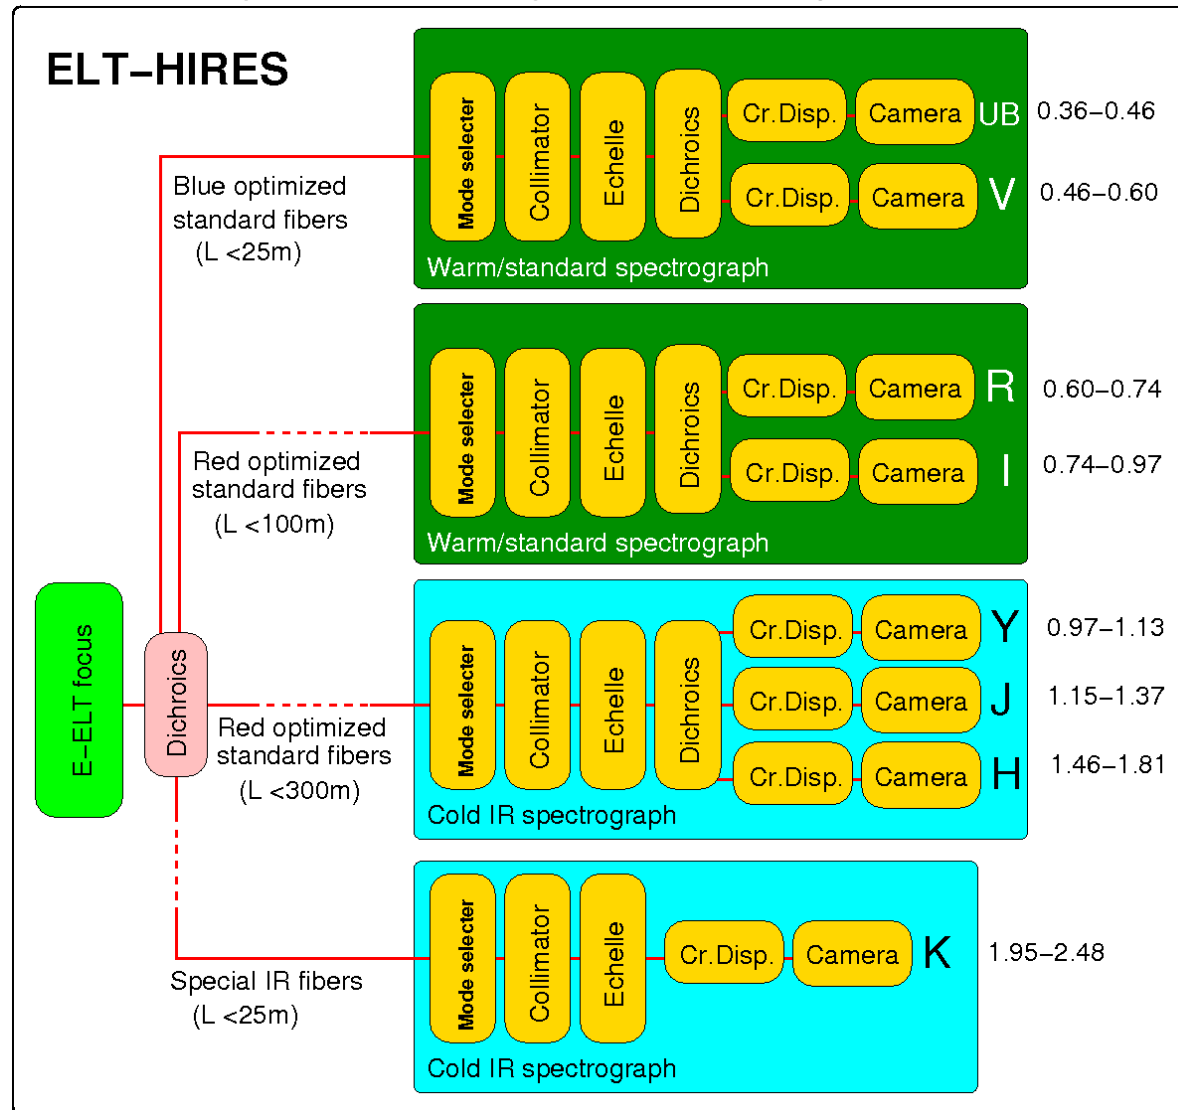 ELT–HIRES
Blue optimized
standard fibers
(L <25m)
Mode selecter
Collimator
Echelle
Dichroics
Cr.Disp.
Camera
UB
0.36–0.46
Cr.Disp.
Camera
V
0.46–0.60
Warm/standard spectrograph
Red optimized
standard fibers
(L <100m)
Mode selecter
Collimator
Echelle
Dichroics
Cr.Disp.
Camera
R
0.60–0.74
Cr.Disp.
Camera
I
0.74–0.97
Warm/standard spectrograph
E–ELT focus
Dichroics
Red optimized
standard fibers
(L <300m)
Mode selecter
Collimator
Echelle
Dichroics
Cr.Disp.
Camera
Y
0.97–1.13
Cr.Disp.
Camera
J
1.15–1.37
Cr.Disp.
Camera
H
1.46–1.81
Cold IR spectrograph
Special IR fibers
(L <25m)
Mode selecter
Collimator
Echelle
Cr.Disp.
Camera
K
1.95–2.48
Cold IR spectrograph